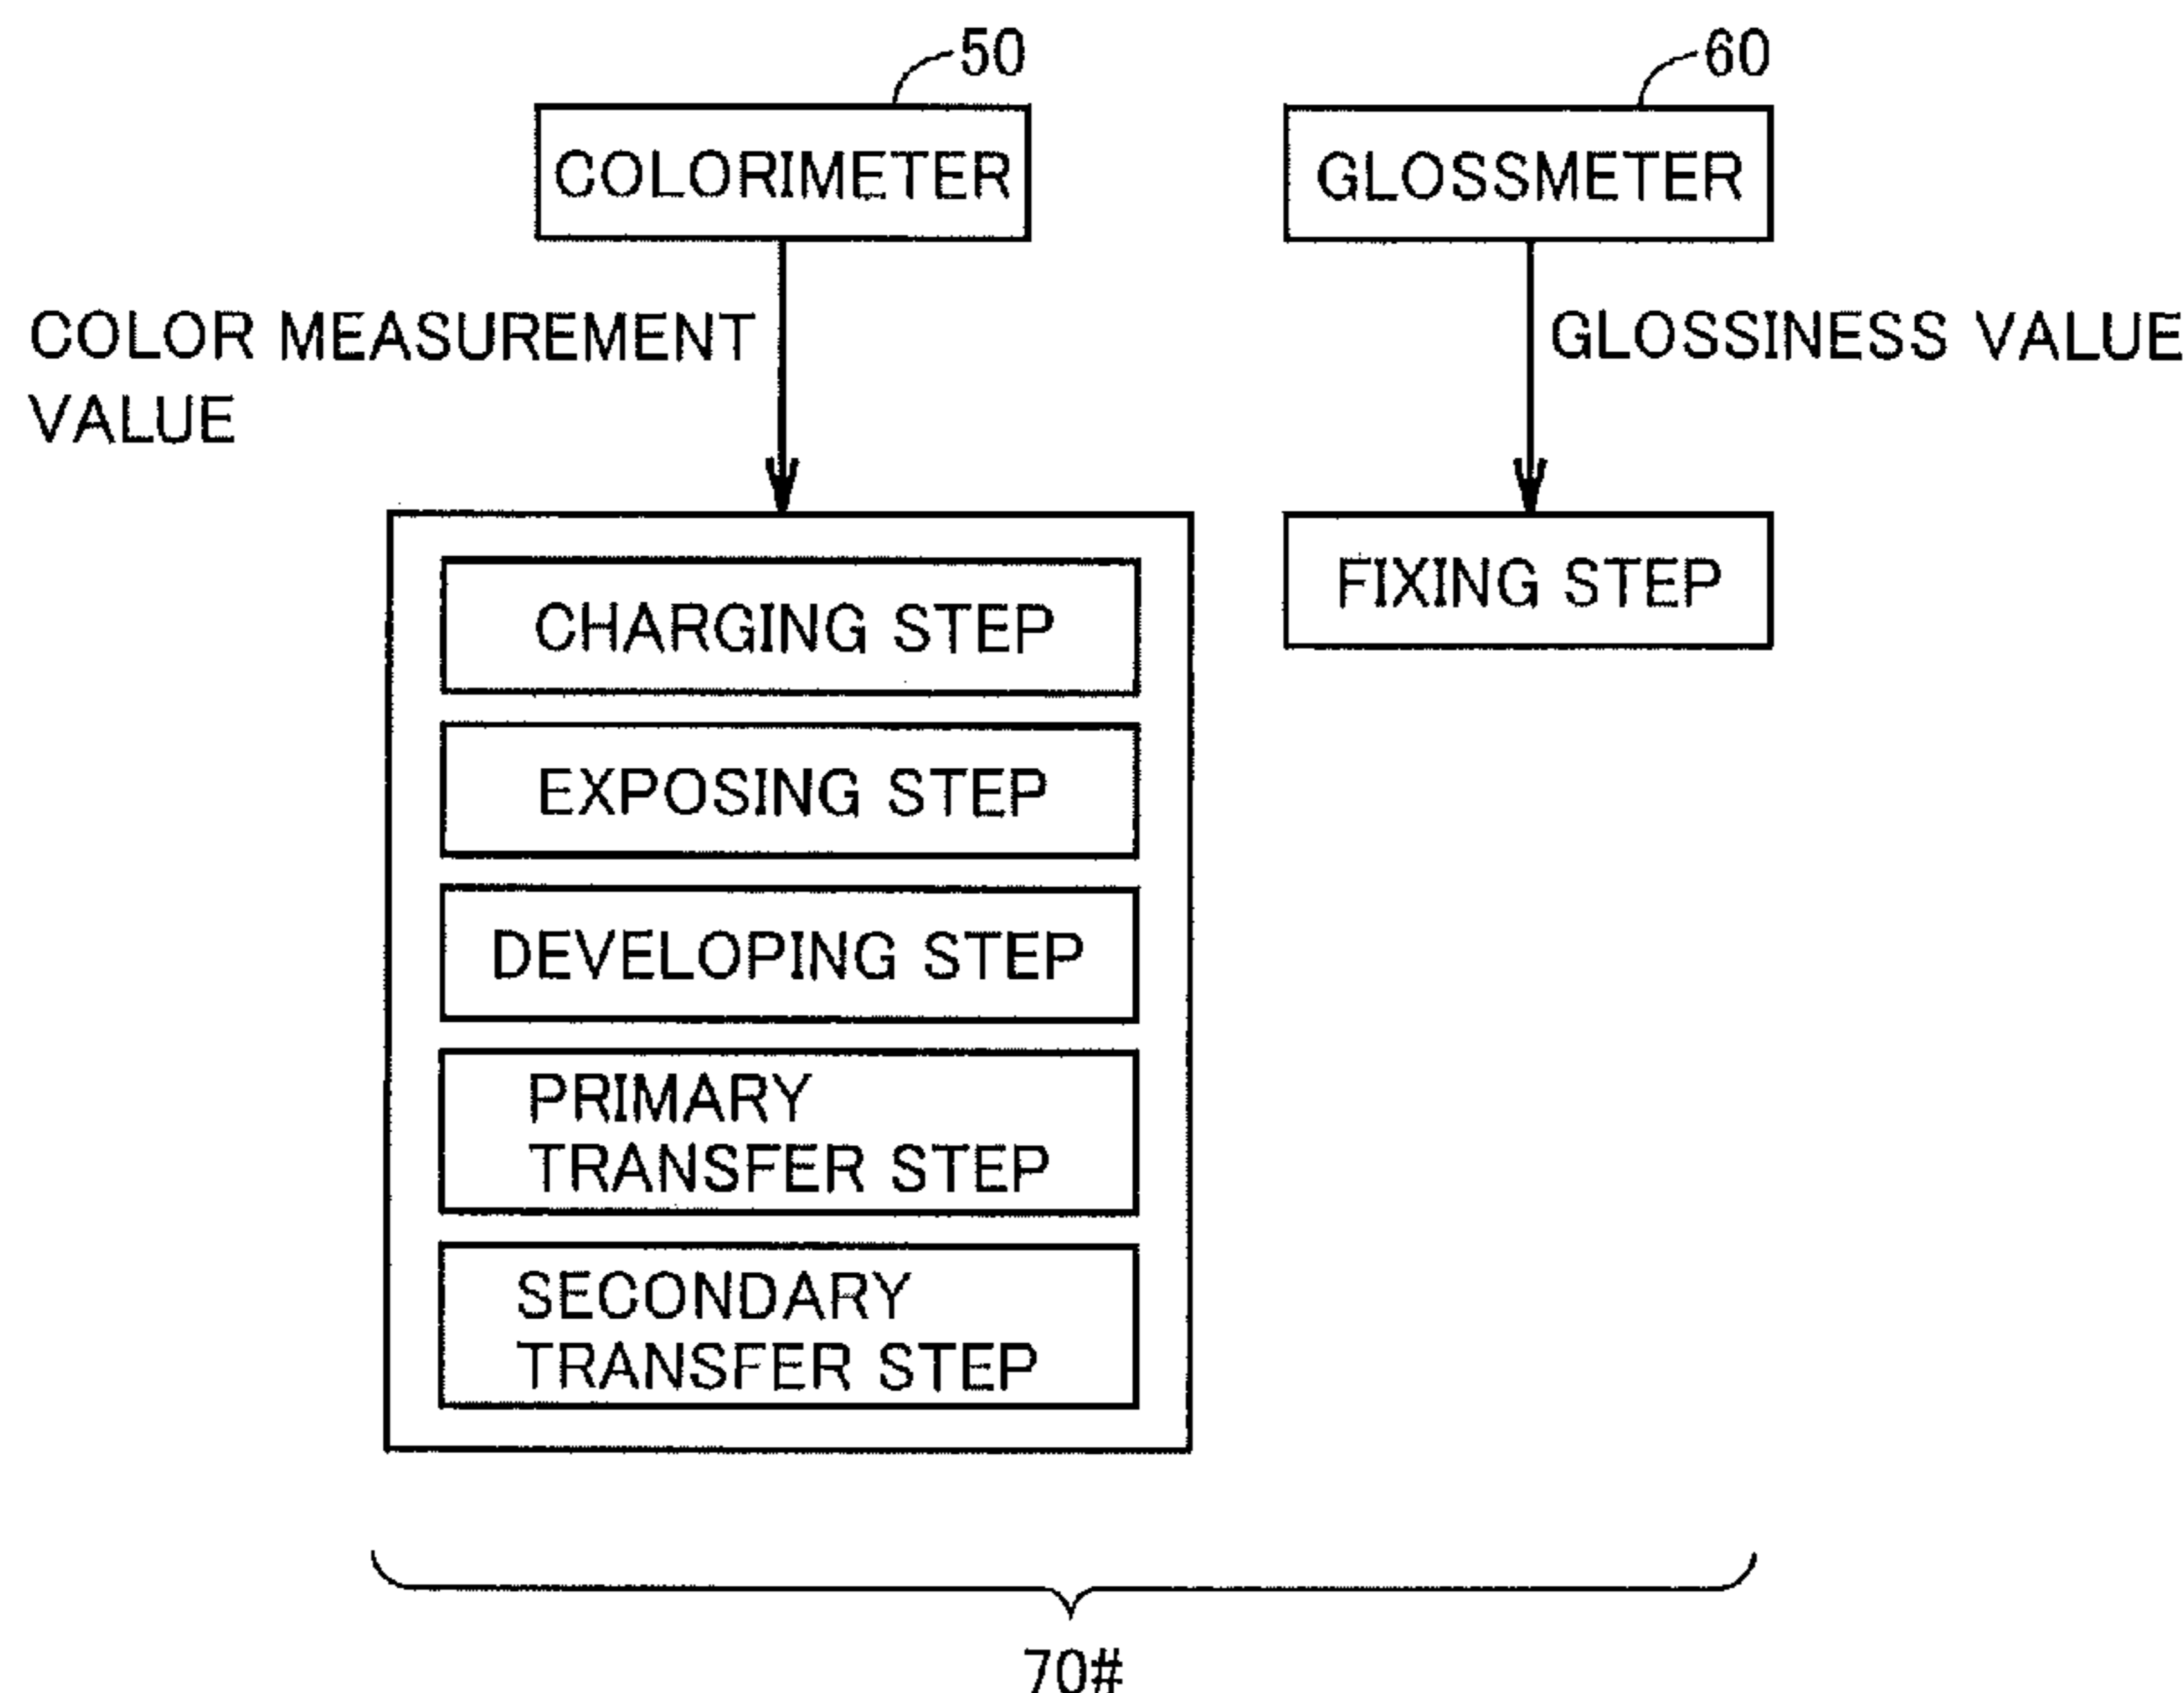 50
60
COLORIMETER
GLOSSMETER
COLOR MEASUREMENT
VALUE
GLOSSINESS VALUE
CHARGING STEP
FIXING STEP
EXPOSING STEP
DEVELOPING STEP
PRIMARY
TRANSFER STEP
SECONDARY
TRANSFER STEP
70#